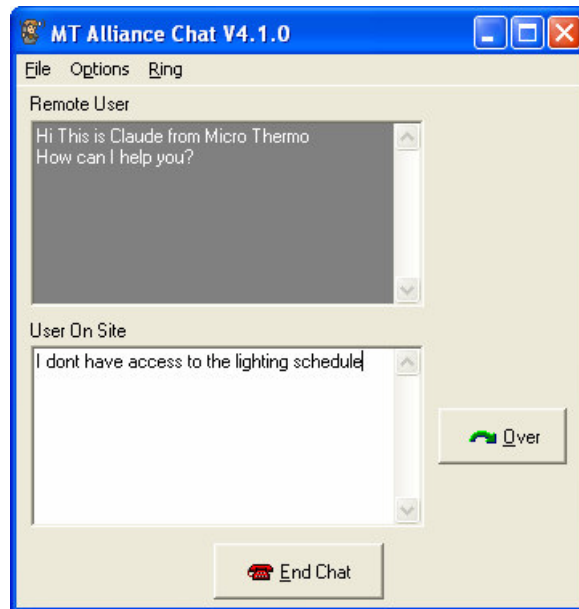 MT Alliance Chat V4.1.0
File Options Ring
Remote User
Hi This is Claude from Micro Thermo
How can I help you?
User On Site
I dont have access to the lighting schedule
Over
End Chat